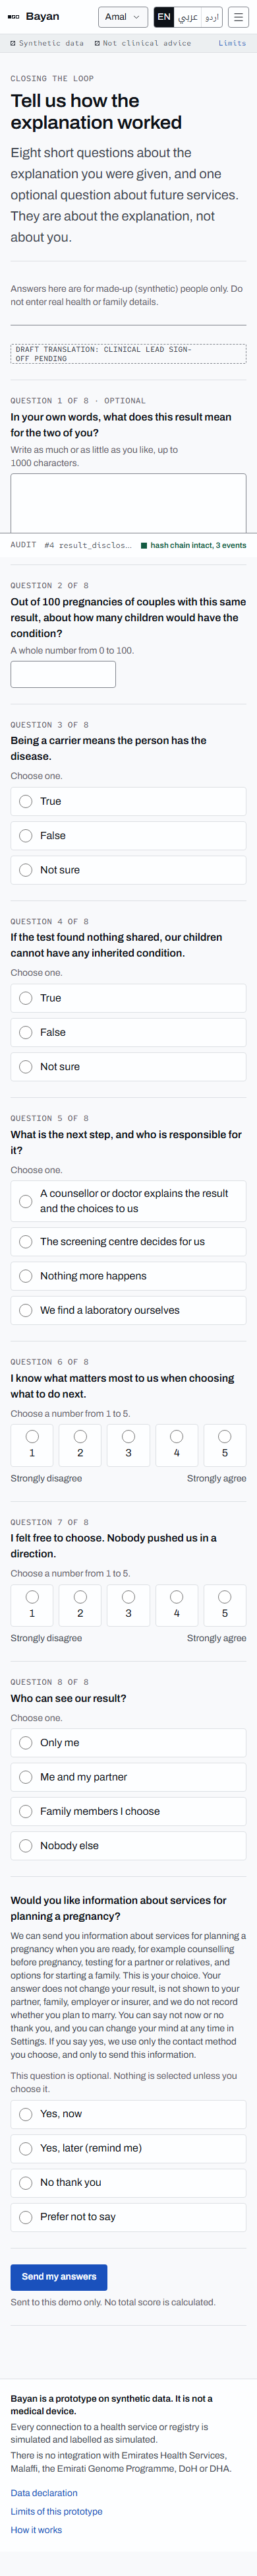 Bayan
Amal
EN عربي اردو
Synthetic data Not clinical advice Limits
CLOSING THE LOOP
Tell us how the
explanation worked
Eight short questions about the
explanation you were given, and one
optional question about future services.
They are about the explanation, not
about you.
Answers here are for made-up (synthetic) people only. Do
not enter real health or family details.
DRAFT TRANSLATION: CLINICAL LEAD SIGN-
OFF PENDING
QUESTION 1 OF 8 · OPTIONAL
In your own words, what does this result mean
for the two of you?
Write as much or as little as you like, up to
1000 characters.
AUDIT #4 result_disclos... hash chain intact, 3 events
QUESTION 2 OF 8
Out of 100 pregnancies of couples with this same
result, about how many children would have the
condition?
A whole number from 0 to 100.
QUESTION 3 OF 8
Being a carrier means the person has the
disease.
Choose one.
True
False
Not sure
QUESTION 4 OF 8
If the test found nothing shared, our children
cannot have any inherited condition.
Choose one.
True
False
Not sure
QUESTION 5 OF 8
What is the next step, and who is responsible for
it?
Choose one.
A counsellor or doctor explains the result
and the choices to us
The screening centre decides for us
Nothing more happens
We find a laboratory ourselves
QUESTION 6 OF 8
I know what matters most to us when choosing
what to do next.
Choose a number from 1 to 5.
1 2 3 4 5
Strongly disagree Strongly agree
QUESTION 7 OF 8
I felt free to choose. Nobody pushed us in a
direction.
Choose a number from 1 to 5.
1 2 3 4 5
Strongly disagree Strongly agree
QUESTION 8 OF 8
Who can see our result?
Choose one.
Only me
Me and my partner
Family members I choose
Nobody else
Would you like information about services for
planning a pregnancy?
We can send you information about services for planning a
pregnancy when you are ready, for example counselling
before pregnancy, testing for a partner or relatives, and
options for starting a family. This is your choice. Your
answer does not change your result, is not shown to your
partner, family, employer or insurer, and we do not record
whether you plan to marry. You can say not now or no
thank you, and you can change your mind at any time in
Settings. If you say yes, we use only the contact method
you choose, and only to send this information.
This question is optional. Nothing is selected unless you
choose it.
Yes, now
Yes, later (remind me)
No thank you
Prefer not to say
Send my answers
Sent to this demo only. No total score is calculated.
Bayan is a prototype on synthetic data. It is not a
medical device.
Every connection to a health service or registry is
simulated and labelled as simulated.
There is no integration with Emirates Health Services,
Malaffi, the Emirati Genome Programme, DoH or DHA.
Data declaration
Limits of this prototype
How it works